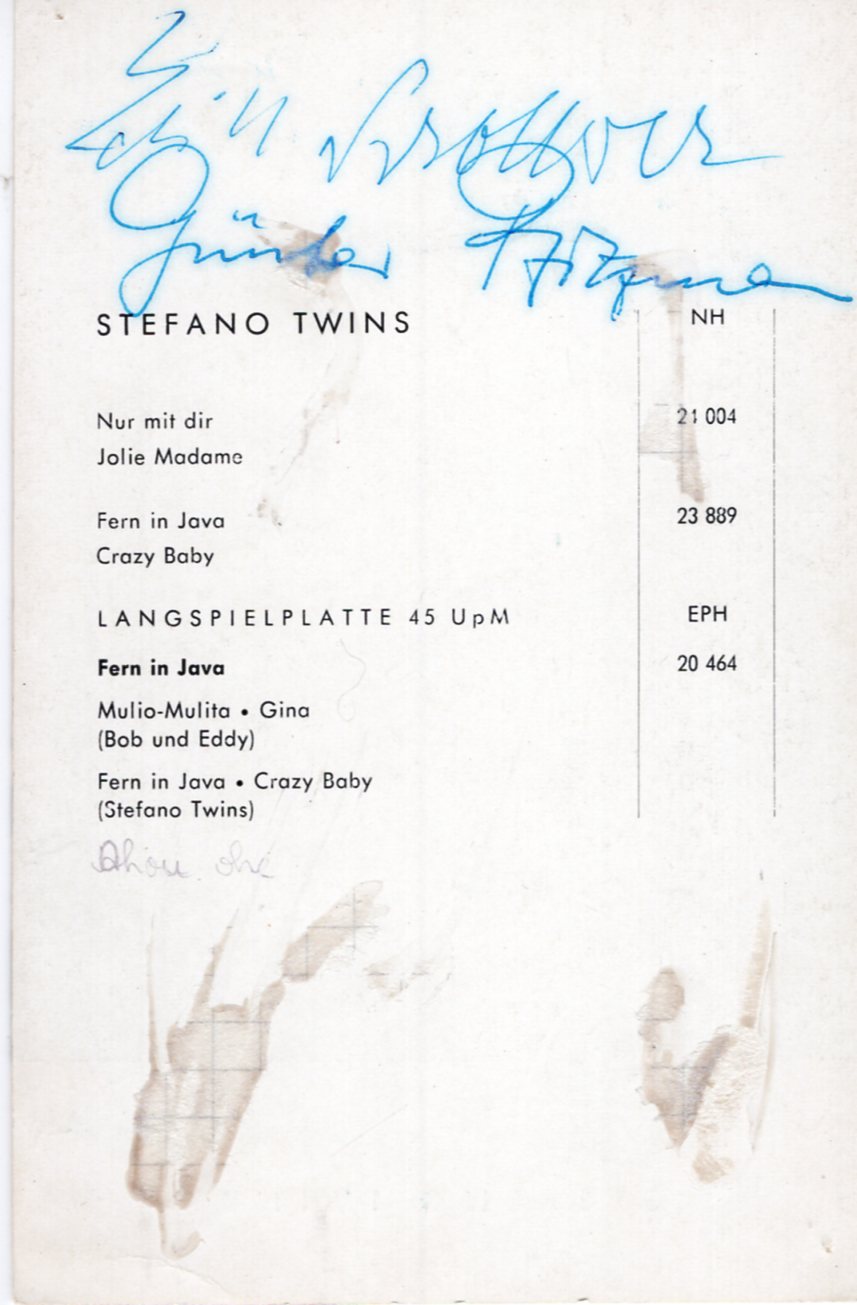 Günter
STEFANO TWINS NH
Nur mit dir 21 004
Jolie Madame
Fern in Java 23 889
Crazy Baby
LANGSPIELPLATTE 45 UpM EPH
Fern in Java 20 464
Mulio-Mulita • Gina
(Bob und Eddy)
Fern in Java • Crazy Baby
(Stefano Twins)